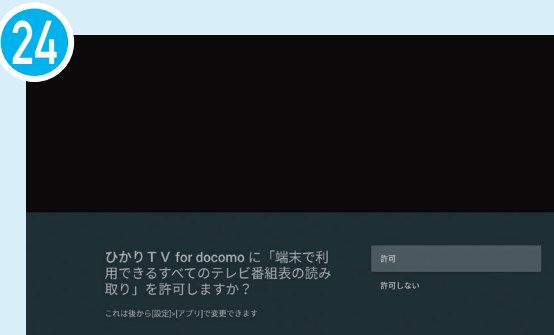 24
ひかりＴＶ for docomo に「端末で利
用できるすべてのテレビ番組表の読み
取り」を許可しますか？
これは後から[設定]>[アプリ]で変更できます
許可
許可しない